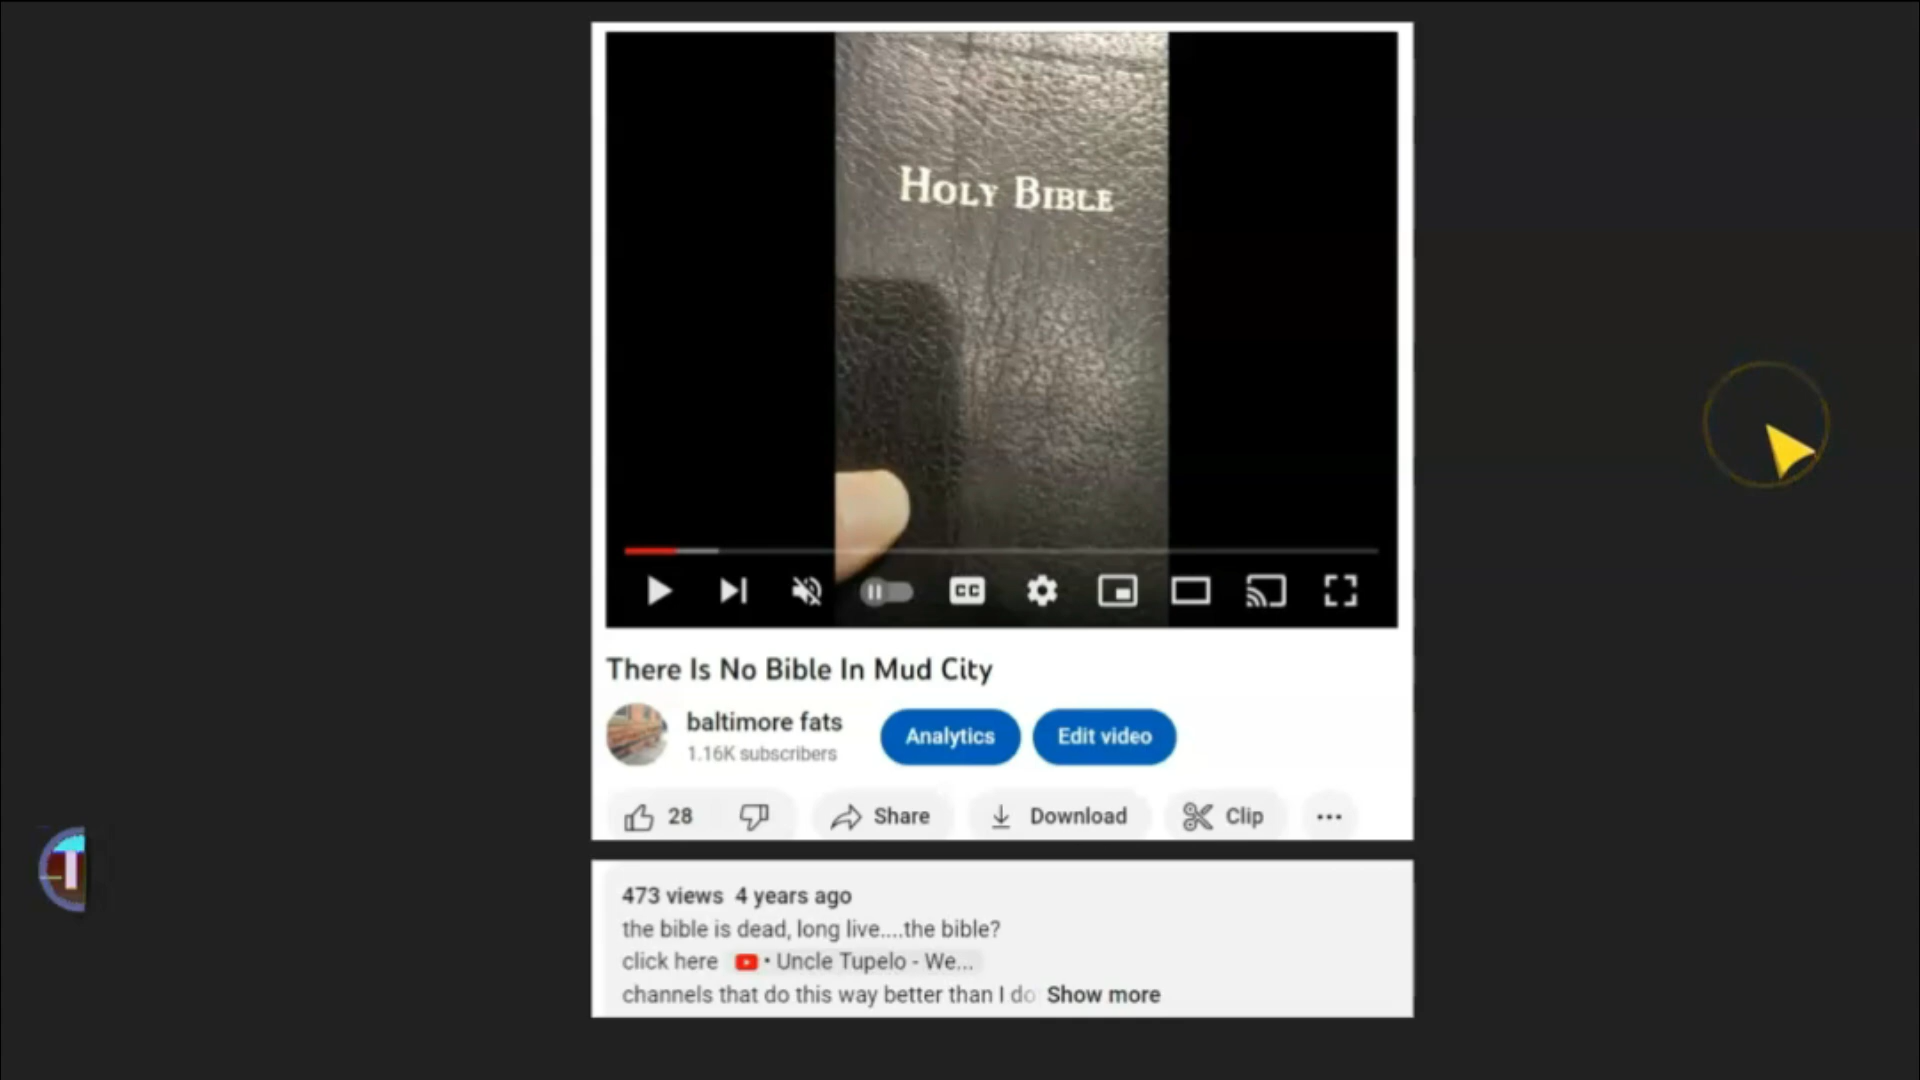 HOLY BIBLE
CC
There Is No Bible In Mud City
baltimore fats
1.16K subscribers
Analytics
Edit video
28
Share
Download
Clip
473 views 4 years ago
the bible is dead, long live....the bible?
click here • Uncle Tupelo - We...
channels that do this way better than I do Show more